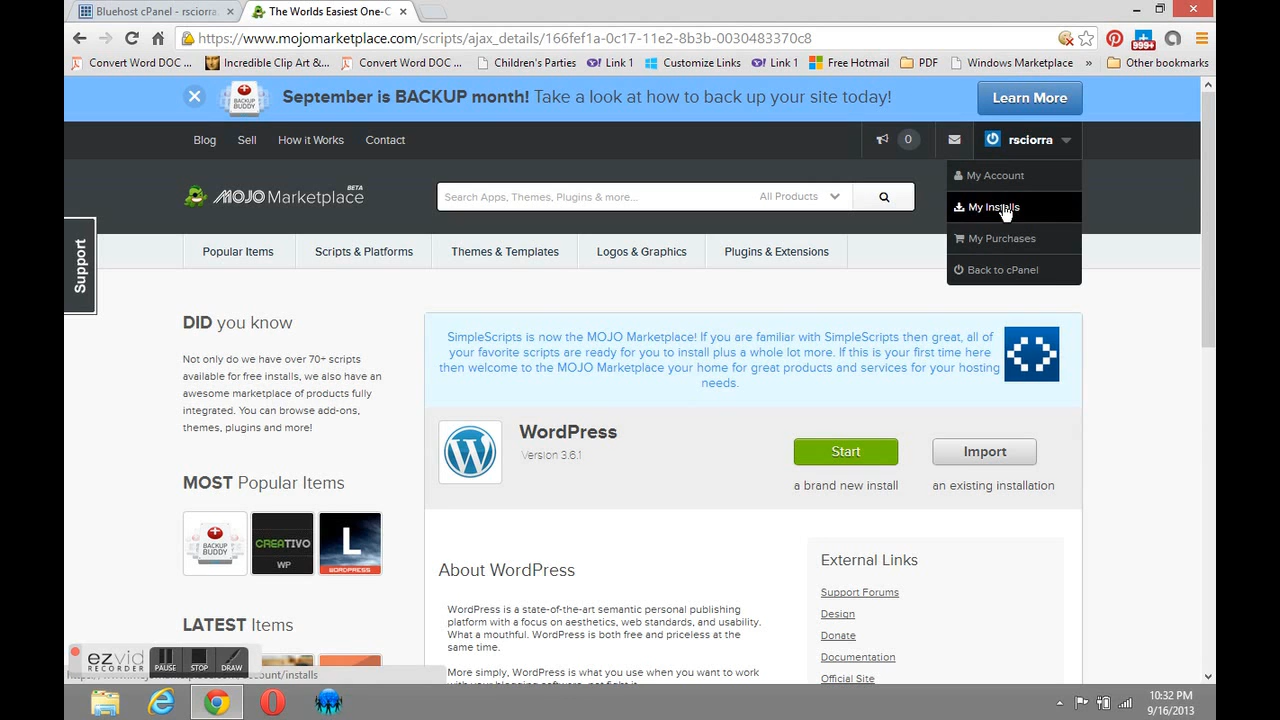 Bluehost cPanel - rsciorra
The Worlds Easiest One-C
https://www.mojomarketplace.com/scripts/ajax_details/166fef1a-0c17-11e2-8b3b-0030483370c8
999+
Convert Word DOC ...
Incredible Clip Art &...
Convert Word DOC ...
Children's Parties
Link 1
Customize Links
Link 1
Free Hotmail
PDF
Windows Marketplace
»
Other bookmarks
September is BACKUP month! Take a look at how to back up your site today!
BACKUP BUDDY
Learn More
Blog
Sell
How it Works
Contact
0
rsciorra
MOJO Marketplace BETA
Search Apps, Themes, Plugins & more...
All Products
My Account
My Installs
My Purchases
Back to cPanel
Support
Popular Items
Scripts & Platforms
Themes & Templates
Logos & Graphics
Plugins & Extensions
DID you know
Not only do we have over 70+ scripts
available for free installs, we also have an
awesome marketplace of products fully
integrated. You can browse add-ons,
themes, plugins and more!
MOST Popular Items
BACKUP
BUDDY
CREATIVO
WP
L
WORDPRESS
LATEST Items
SimpleScripts is now the MOJO Marketplace! If you are familiar with SimpleScripts then great, all of
your favorite scripts are ready for you to install plus a whole lot more. If this is your first time here
then welcome to the MOJO Marketplace your home for great products and services for your hosting
needs.
WordPress
Version 3.6.1
Start
a brand new install
Import
an existing installation
About WordPress
WordPress is a state-of-the-art semantic personal publishing
platform with a focus on aesthetics, web standards, and usability.
What a mouthful. WordPress is both free and priceless at the
same time.
More simply, WordPress is what you use when you want to work
External Links
Support Forums
Design
Donate
Documentation
Official Site
ezvid
RECORDER
PAUSE
STOP
DRAW
10:32 PM
9/16/2013